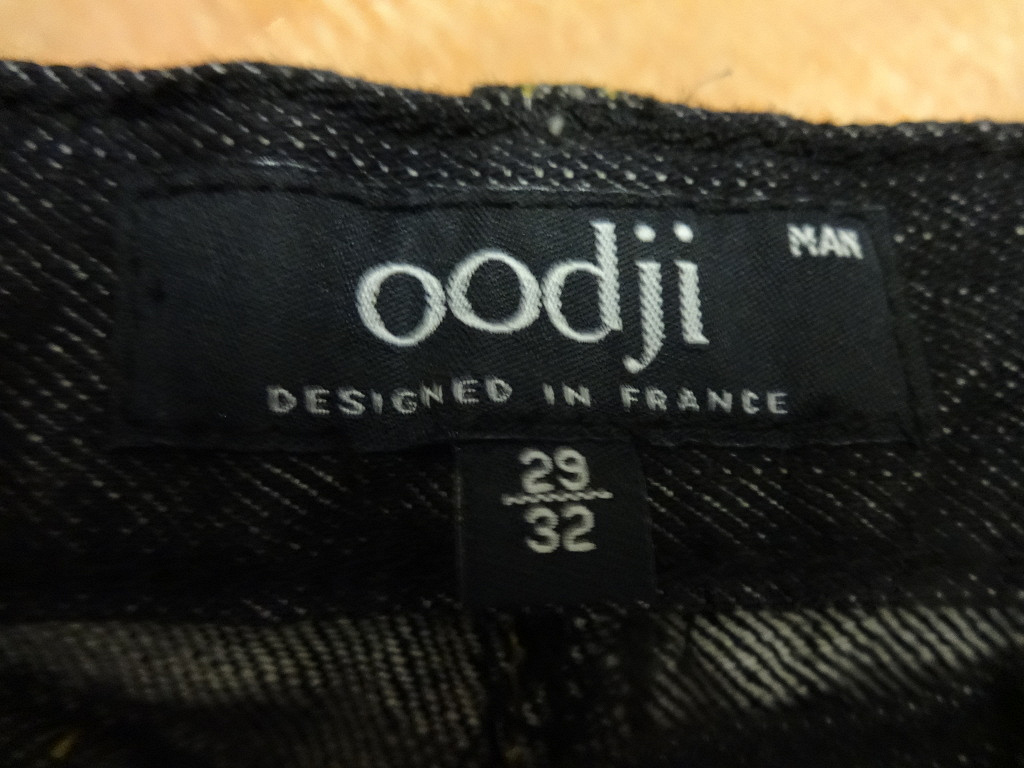 oodji MAN
DESIGNED IN FRANCE
29
32